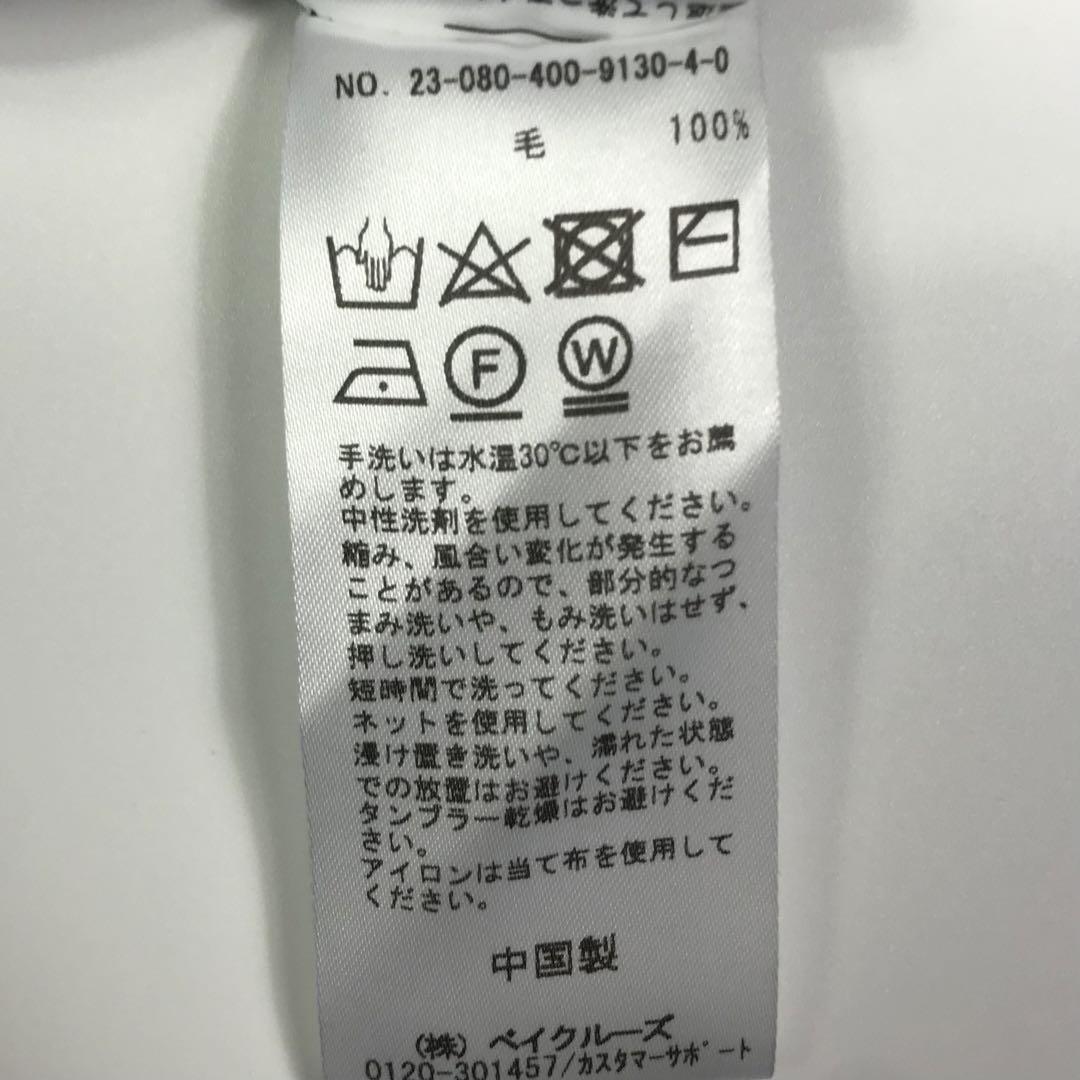 NO. 23-080-400-9130-4-0
毛 100%
F W
手洗いは水温30℃以下をお薦
めします。
中性洗剤を使用してください。
縮み、風合い変化が発生する
ことがあるので、部分的なつ
まみ洗いや、もみ洗いはせず、
押し洗いしてください。
短時間で洗ってください。
ネットを使用してください。
浸け置き洗いや、濡れた状態
での放置はお避けください。
タンブラー乾燥はお避けくだ
さい。
アイロンは当て布を使用して
ください。
中国製
(株) ベイクルーズ
0120-301457/カスタマーサポート